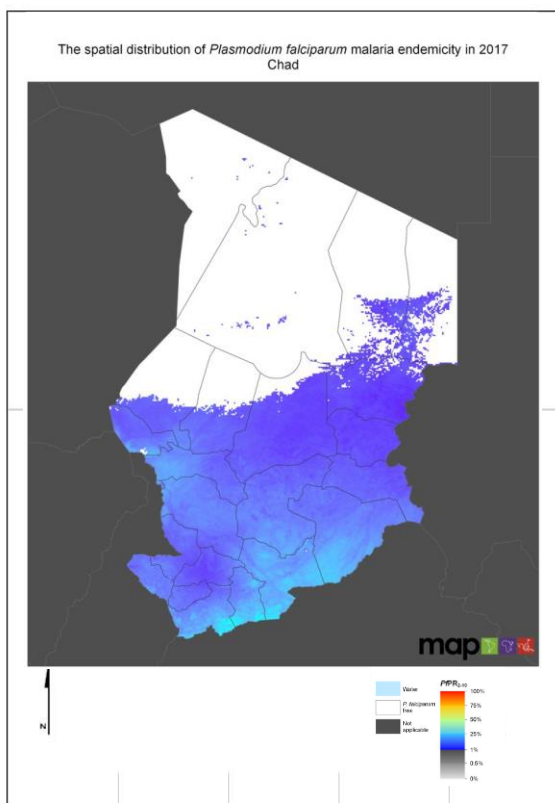 The spatial distribution of Plasmodium falciparum malaria endemicity in 2017
Chad
map
N
Water
P. falciparum
free
Not
applicable
PfPR2-10
100%
75%
50%
25%
1%
0.5%
0%